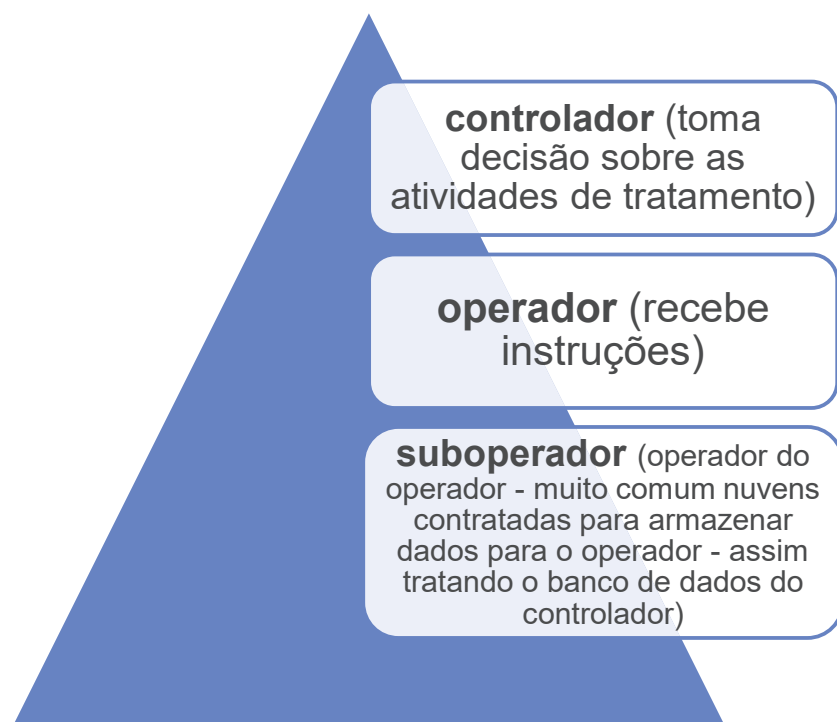 controlador (toma
decisão sobre as
atividades de tratamento)
operador (recebe
instruções)
suboperador (operador do
operador - muito comum nuvens
contratadas para armazenar
dados para o operador - assim
tratando o banco de dados do
controlador)